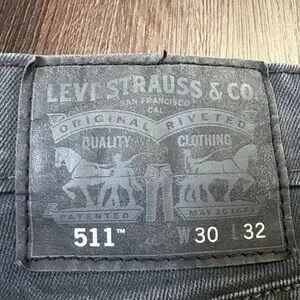 LEVI STRAUSS & CO.
SAN FRANCISCO
CAL
ORIGINAL RIVETED
QUALITY CLOTHING
PATENTED MAY 20 1873
511™ W 30 L 32